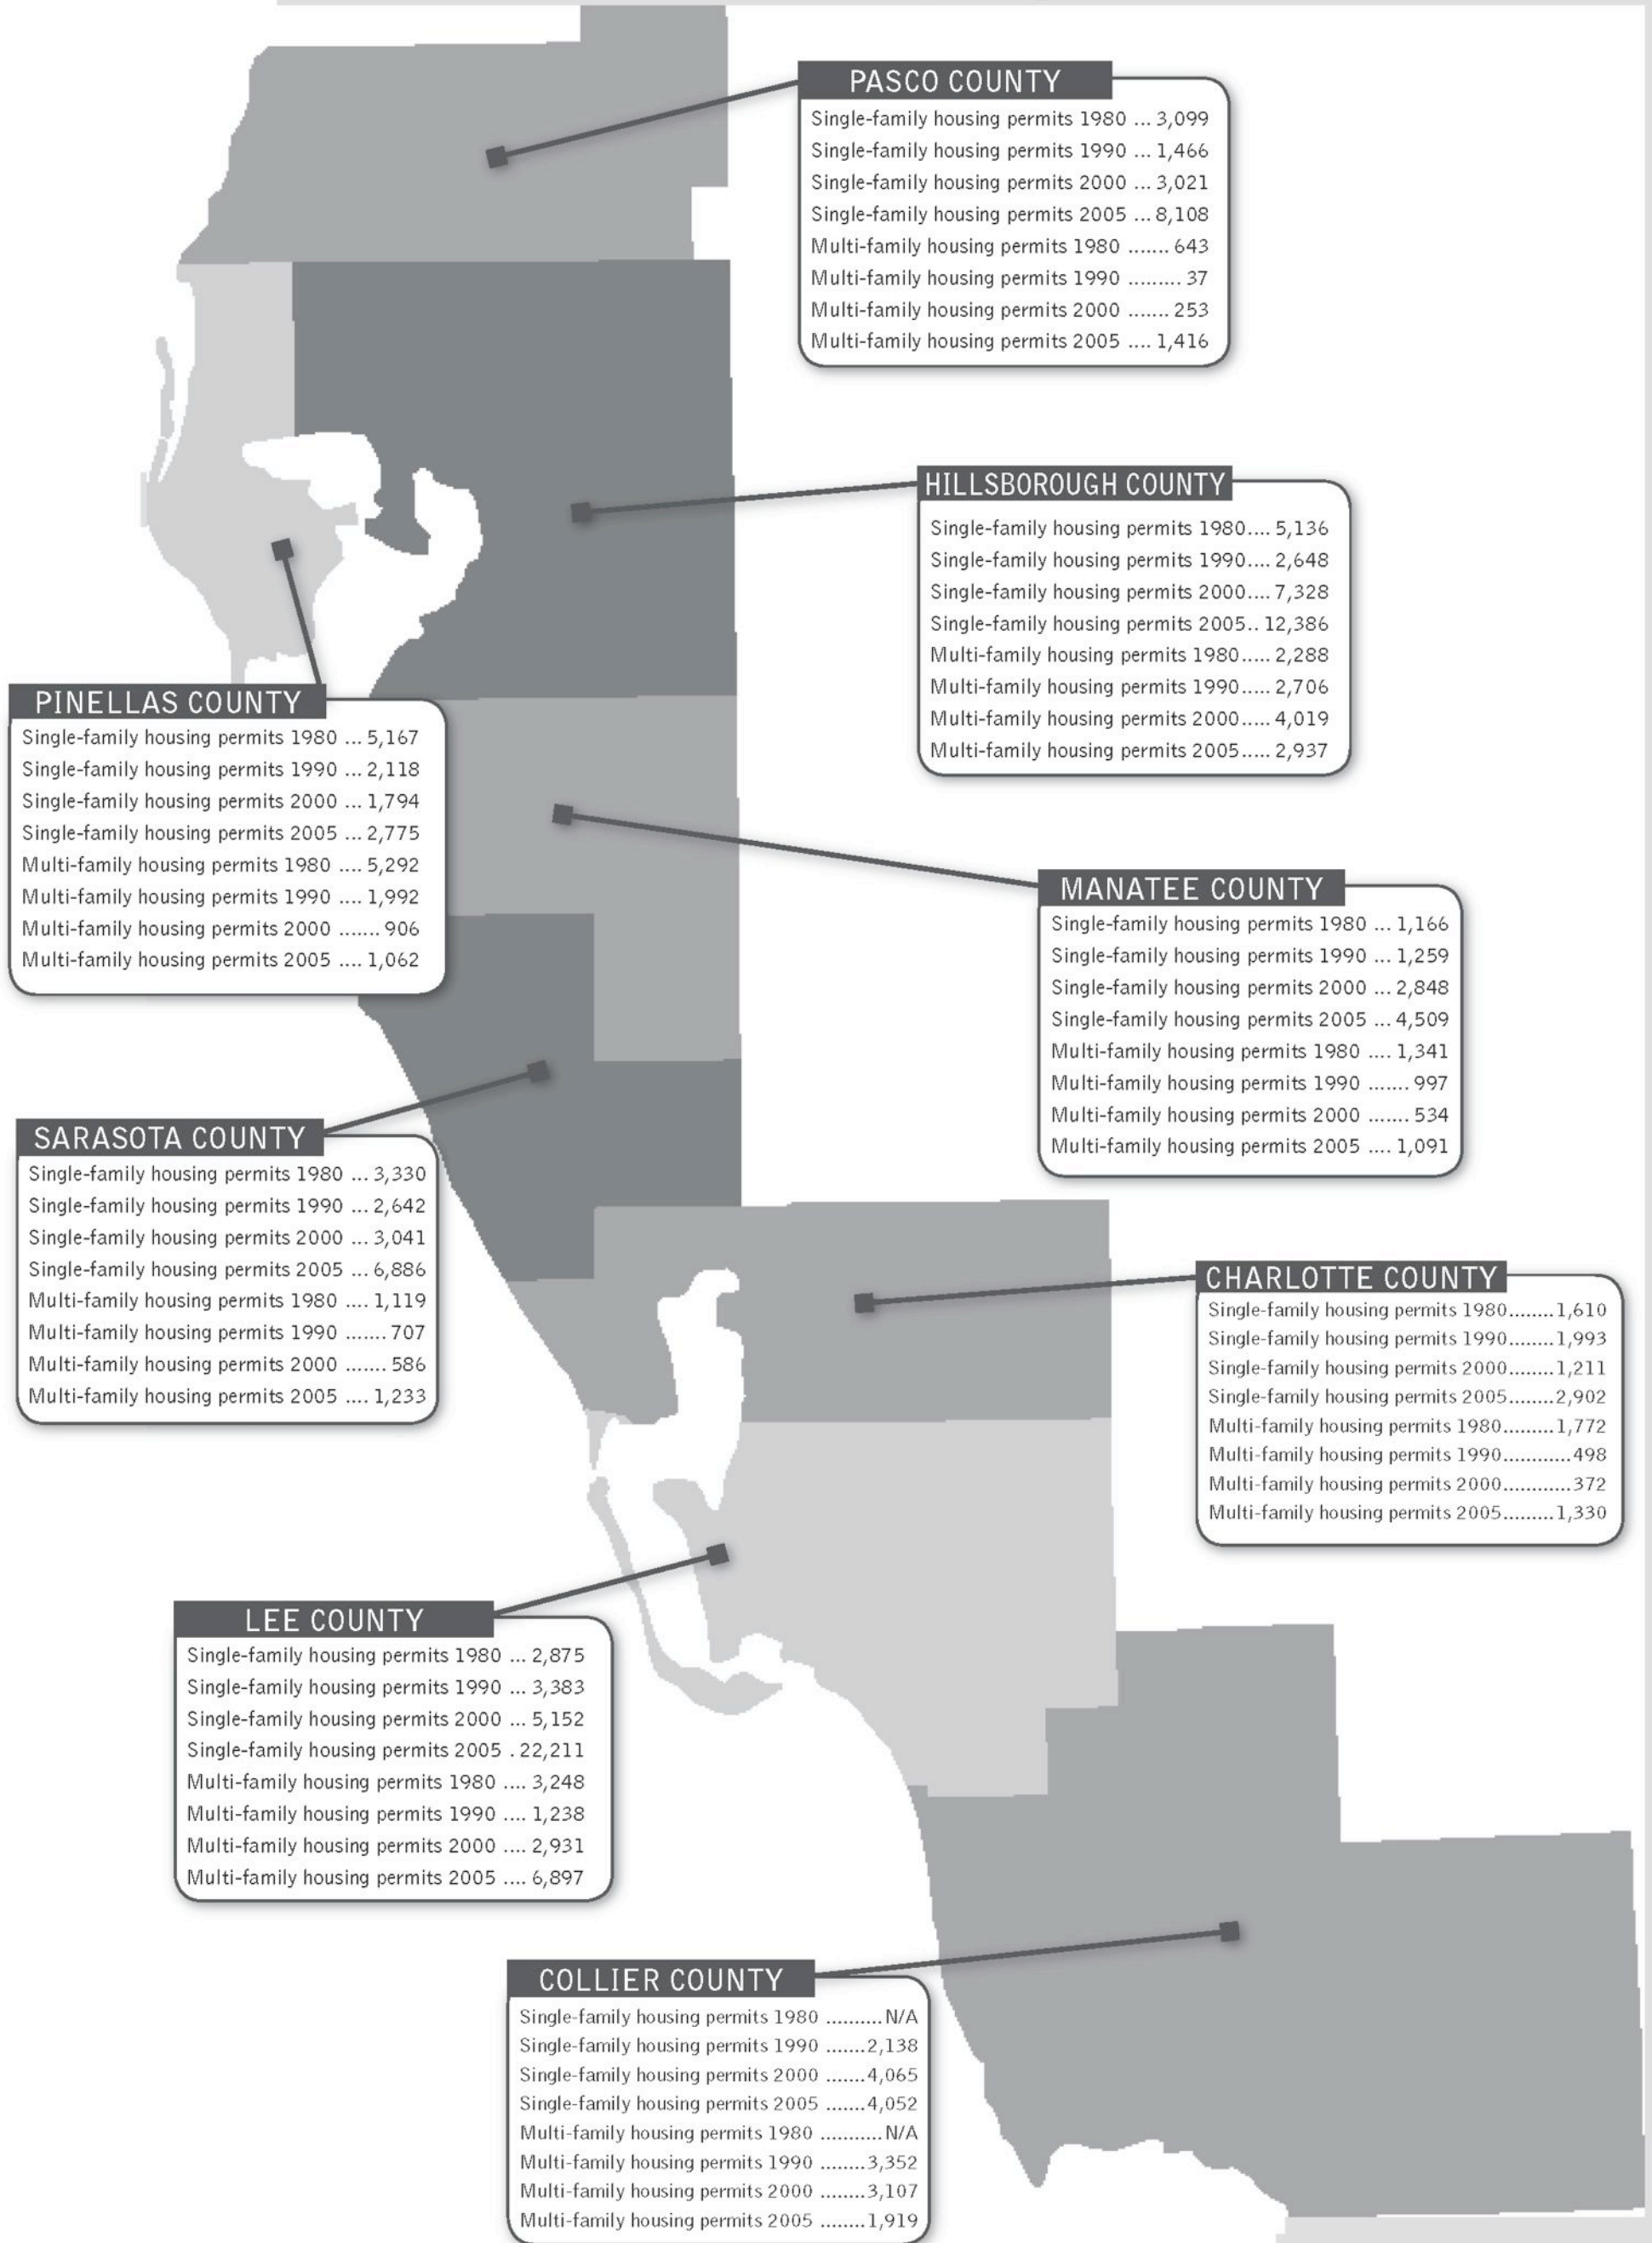 PASCO COUNTY
Single-family housing permits 1980 ... 3,099
Single-family housing permits 1990 ... 1,466
Single-family housing permits 2000 ... 3,021
Single-family housing permits 2005 ... 8,108
Multi-family housing permits 1980 ....... 643
Multi-family housing permits 1990 ......... 37
Multi-family housing permits 2000 ....... 253
Multi-family housing permits 2005 .... 1,416
HILLSBOROUGH COUNTY
Single-family housing permits 1980.... 5,136
Single-family housing permits 1990.... 2,648
Single-family housing permits 2000.... 7,328
Single-family housing permits 2005.. 12,386
Multi-family housing permits 1980..... 2,288
Multi-family housing permits 1990..... 2,706
Multi-family housing permits 2000..... 4,019
Multi-family housing permits 2005..... 2,937
PINELLAS COUNTY
Single-family housing permits 1980 ... 5,167
Single-family housing permits 1990 ... 2,118
Single-family housing permits 2000 ... 1,794
Single-family housing permits 2005 ... 2,775
Multi-family housing permits 1980 .... 5,292
Multi-family housing permits 1990 .... 1,992
Multi-family housing permits 2000 ....... 906
Multi-family housing permits 2005 .... 1,062
MANATEE COUNTY
Single-family housing permits 1980 ... 1,166
Single-family housing permits 1990 ... 1,259
Single-family housing permits 2000 ... 2,848
Single-family housing permits 2005 ... 4,509
Multi-family housing permits 1980 .... 1,341
Multi-family housing permits 1990 ....... 997
Multi-family housing permits 2000 ....... 534
Multi-family housing permits 2005 .... 1,091
SARASOTA COUNTY
Single-family housing permits 1980 ... 3,330
Single-family housing permits 1990 ... 2,642
Single-family housing permits 2000 ... 3,041
Single-family housing permits 2005 ... 6,886
Multi-family housing permits 1980 .... 1,119
Multi-family housing permits 1990 ....... 707
Multi-family housing permits 2000 ....... 586
Multi-family housing permits 2005 .... 1,233
CHARLOTTE COUNTY
Single-family housing permits 1980........1,610
Single-family housing permits 1990........1,993
Single-family housing permits 2000........1,211
Single-family housing permits 2005........2,902
Multi-family housing permits 1980.........1,772
Multi-family housing permits 1990............498
Multi-family housing permits 2000............372
Multi-family housing permits 2005.........1,330
LEE COUNTY
Single-family housing permits 1980 ... 2,875
Single-family housing permits 1990 ... 3,383
Single-family housing permits 2000 ... 5,152
Single-family housing permits 2005 . 22,211
Multi-family housing permits 1980 .... 3,248
Multi-family housing permits 1990 .... 1,238
Multi-family housing permits 2000 .... 2,931
Multi-family housing permits 2005 .... 6,897
COLLIER COUNTY
Single-family housing permits 1980 ..........N/A
Single-family housing permits 1990 .......2,138
Single-family housing permits 2000 .......4,065
Single-family housing permits 2005 .......4,052
Multi-family housing permits 1980 ...........N/A
Multi-family housing permits 1990 ........3,352
Multi-family housing permits 2000 ........3,107
Multi-family housing permits 2005 ........1,919